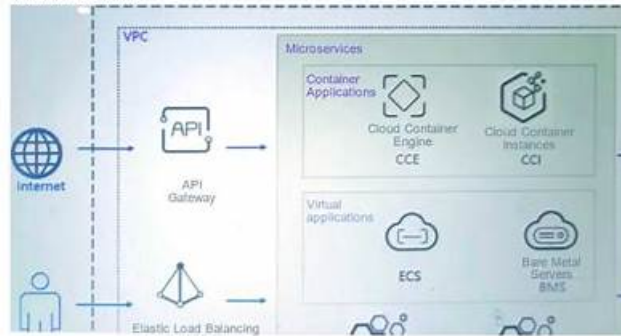 VPC
Microservices
Container
Applications
API
Cloud Container
Engine
CCE
Cloud Container
Instances
CCI
Internet
API
Gateway
Virtual
applications
ECS
Bare Metal
Servers
BMS
Elastic Load Balancing